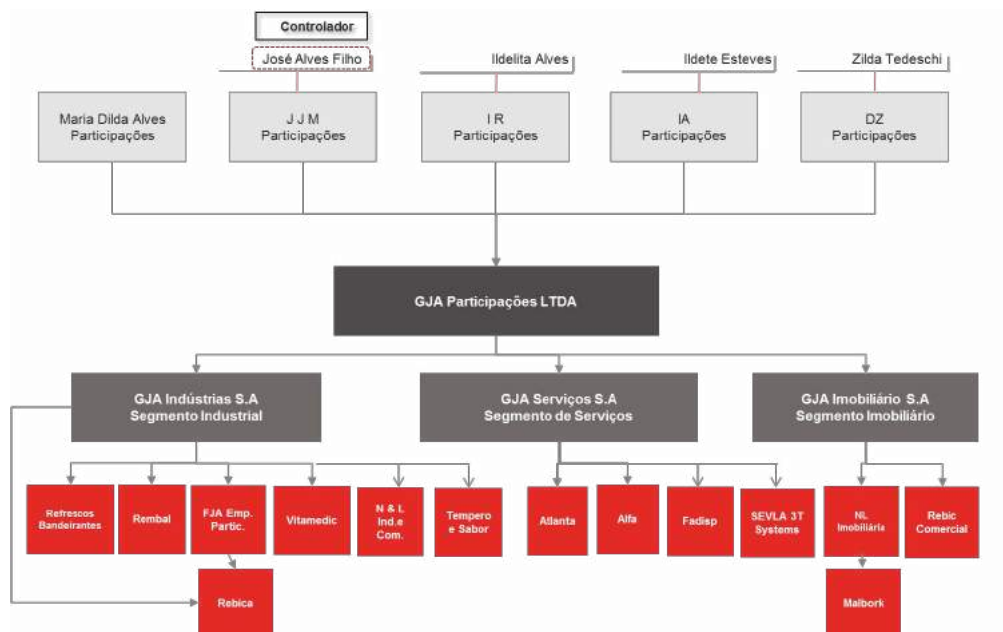 Controlador
José Alves Filho
Ildelita Alves
Ildete Esteves
Zilda Tedeschi
Maria Dilda Alves
Participações
J J M
Participações
I R
Participações
IA
Participações
DZ
Participações
GJA Participações LTDA
GJA Indústrias S.A
Segmento Industrial
GJA Serviços S.A
Segmento de Serviços
GJA Imobiliário S.A
Segmento Imobiliário
Refrescos
Bandeirantes
Rembal
FJA Emp.
Partic.
Vitamedic
N & L
Ind.e
Com.
Tempero
e Sabor
Atlanta
Alfa
Fadisp
SEVLA 3T
Systems
NL
Imobiliária
Rebic
Comercial
Rebica
Malbork